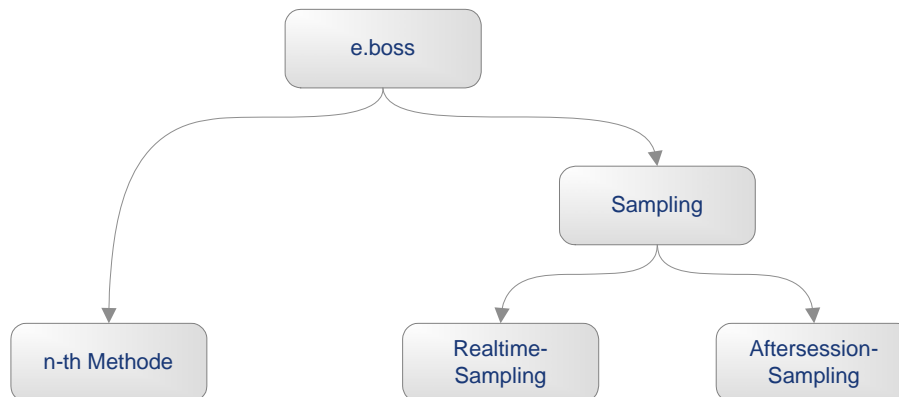 e.boss
Sampling
n-th Methode
Realtime-
Sampling
Aftersession-
Sampling